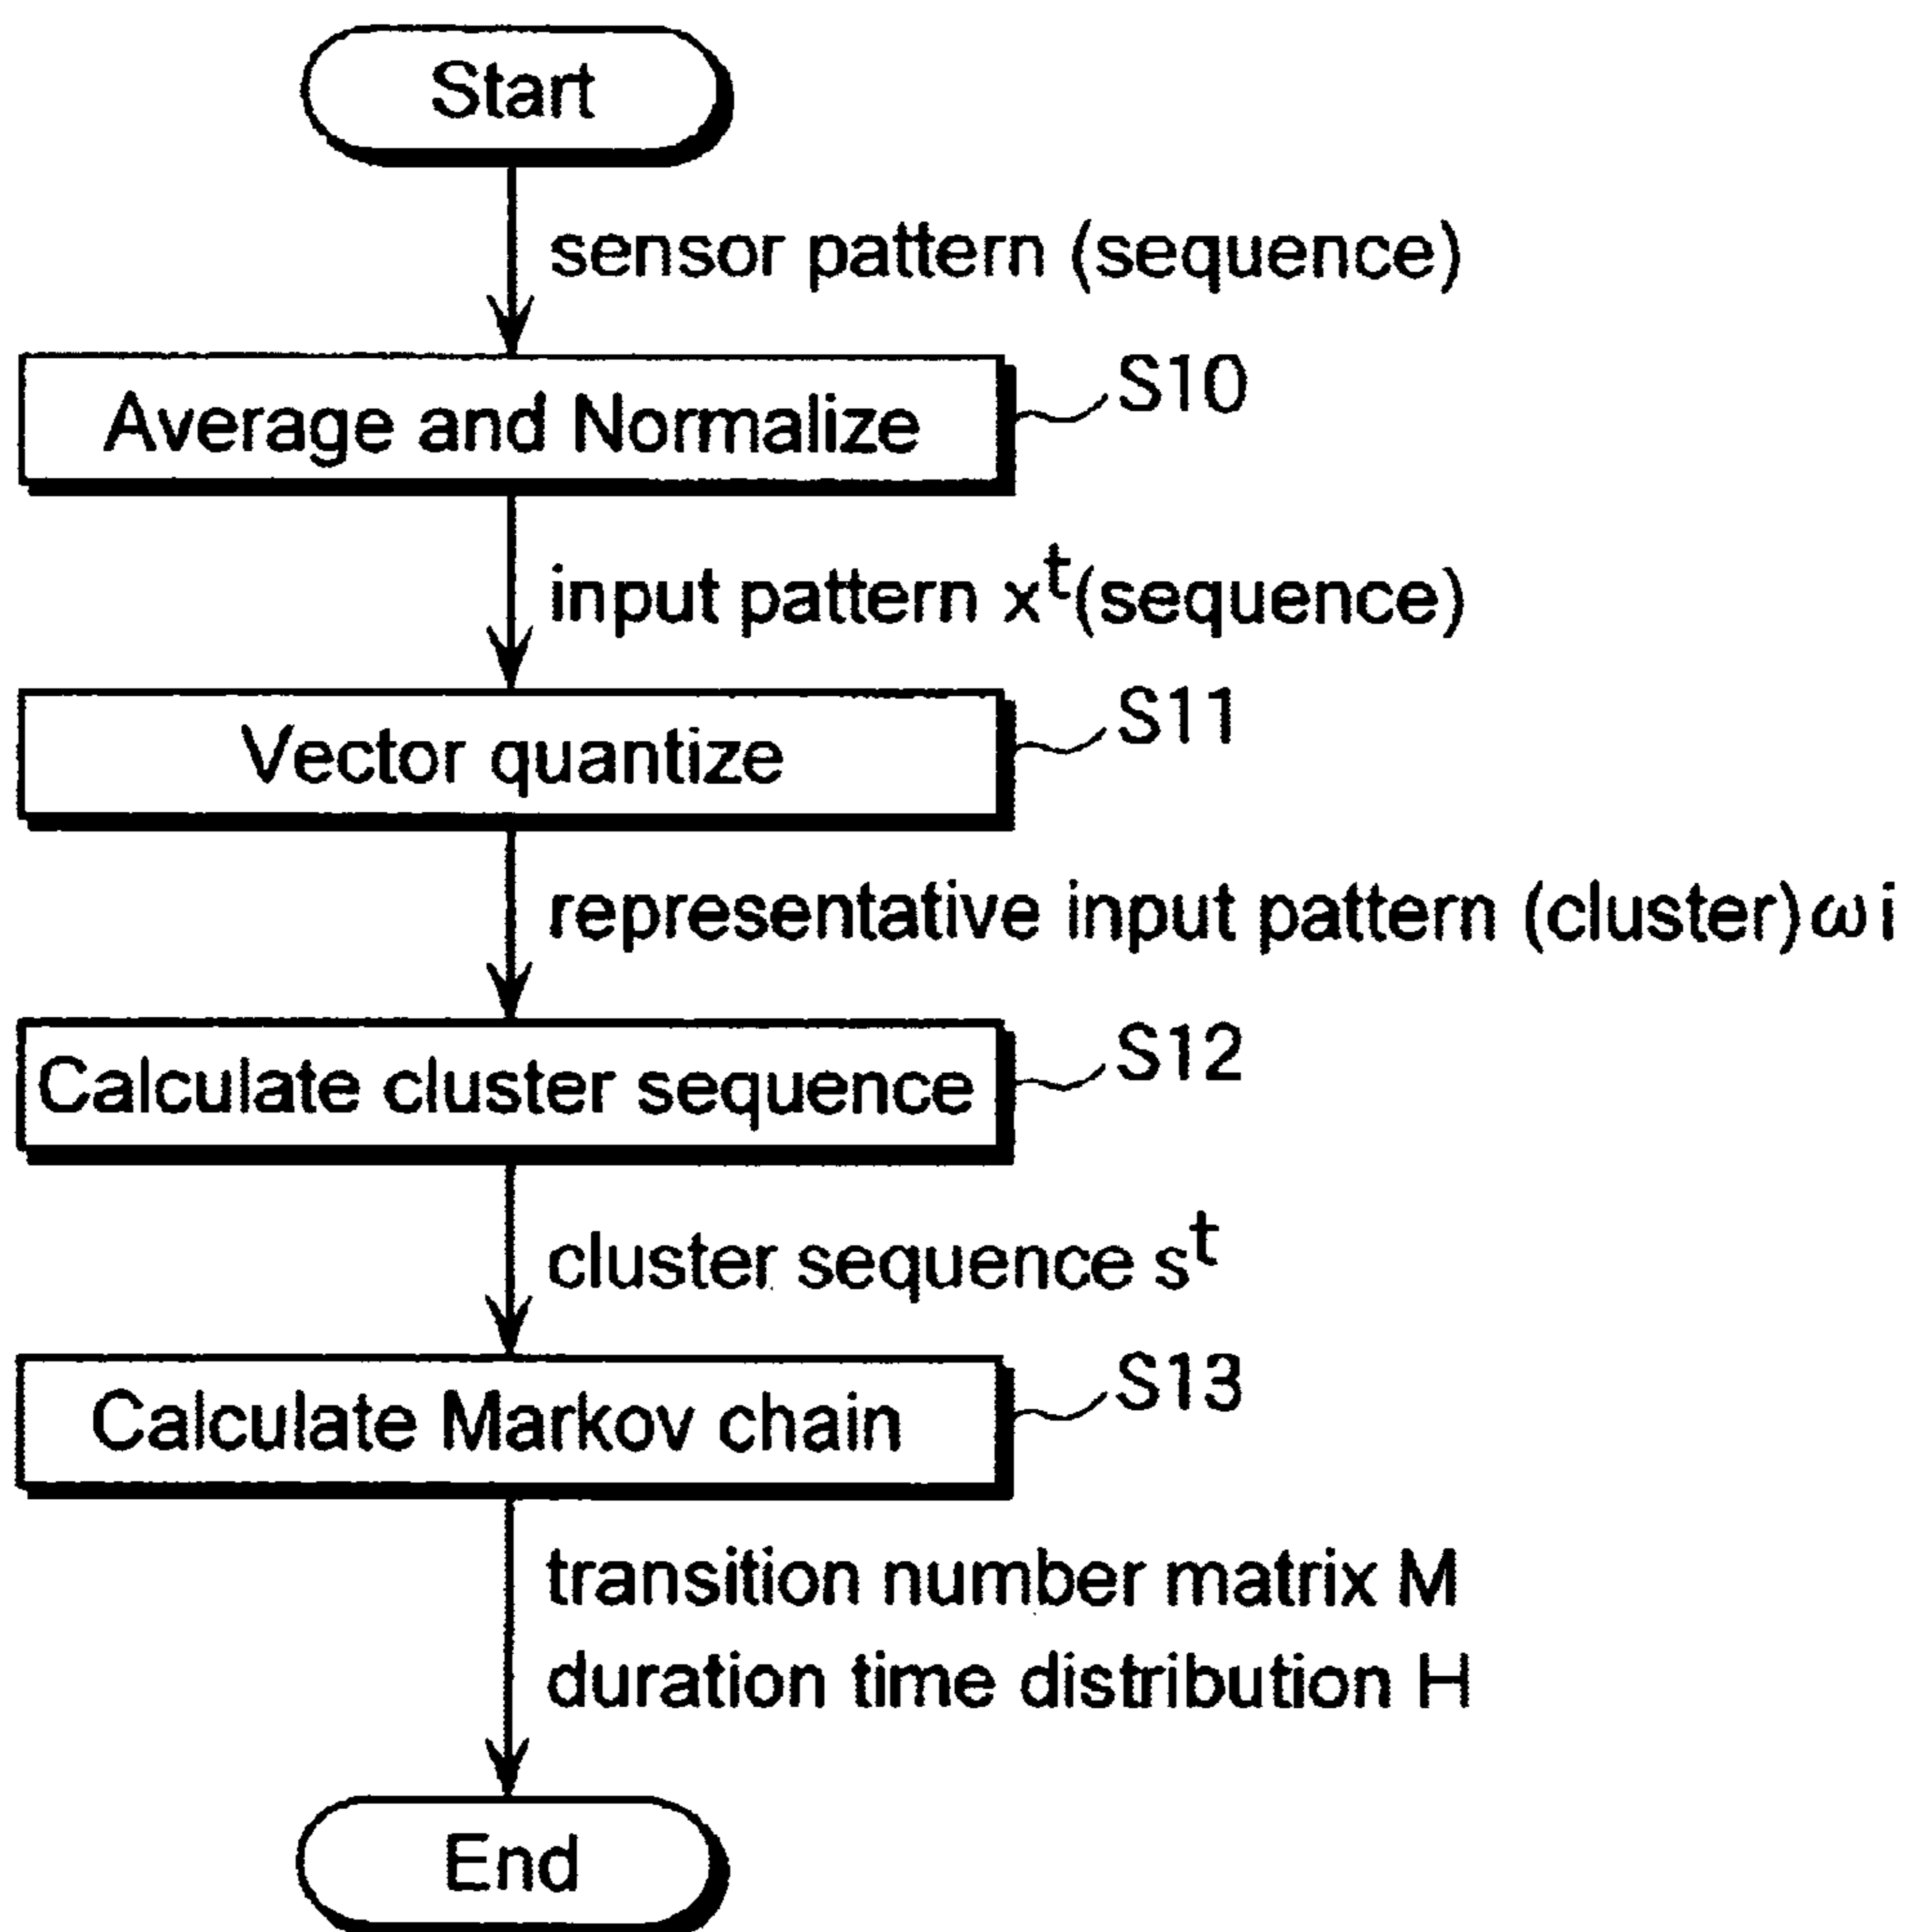 Start
sensor pattern (sequence)
Average and Normalize
S10
input pattern xᵗ(sequence)
Vector quantize
S11
representative input pattern (cluster)ωi
Calculate cluster sequence
S12
cluster sequence sᵗ
Calculate Markov chain
S13
transition number matrix M
duration time distribution H
End